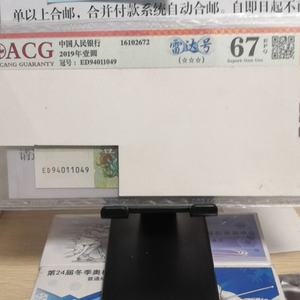 单以上合邮，合并付款系统自动合邮。自即日起不
ACG
CANG GUARANTY
中国人民银行 16102672
2019年壹圆
冠号：ED94011049
雷达号
(☆☆☆)
67 EPQ
Superb Gem Unc
ED94011049
第24届冬季奥